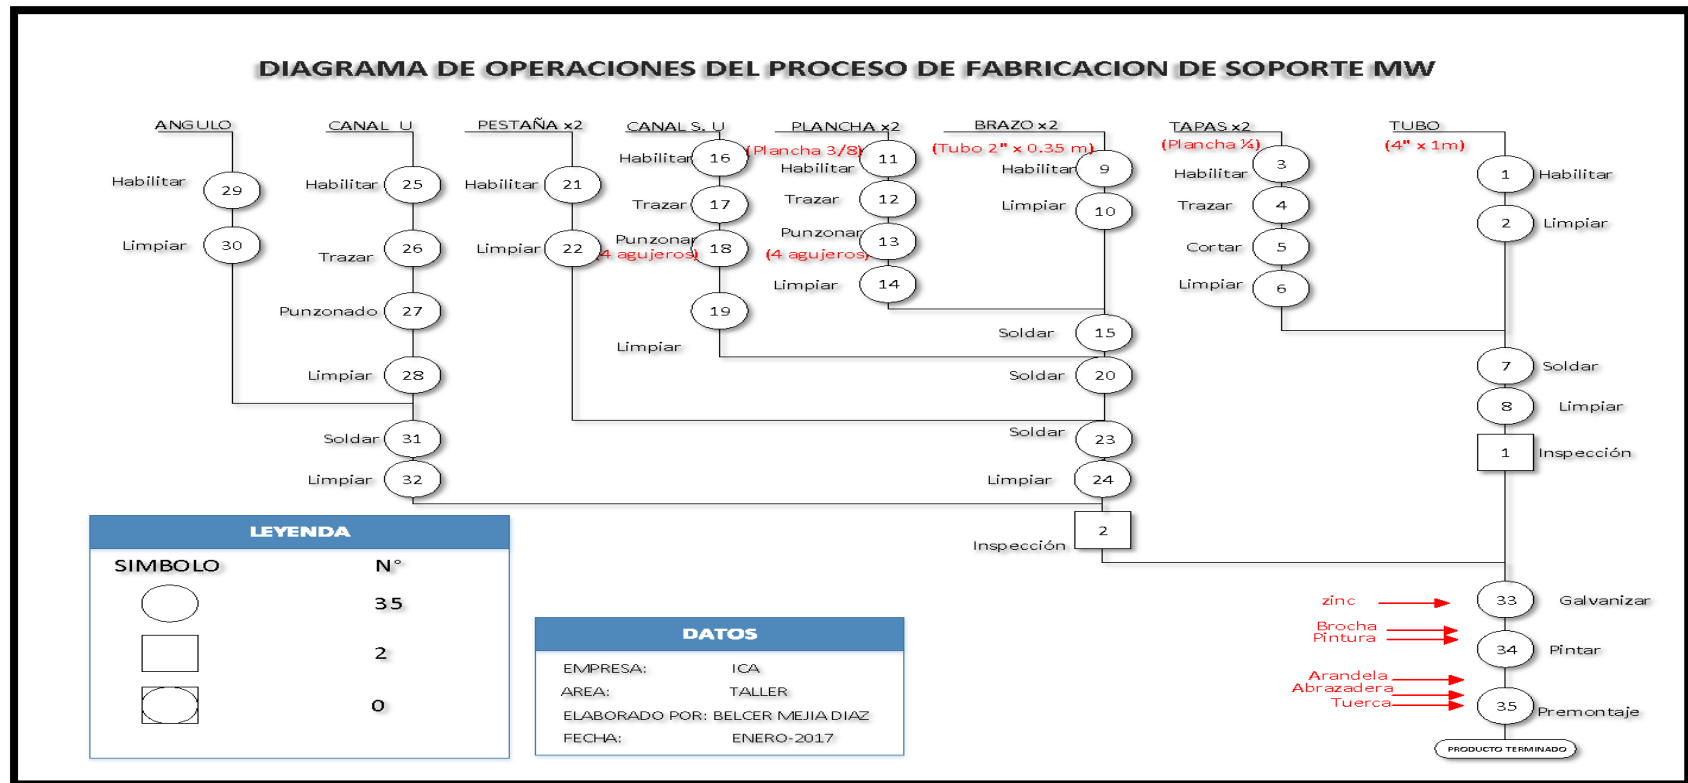 DIAGRAMA DE OPERACIONES DEL PROCESO DE FABRICACION DE SOPORTE MW
ANGULO
Habilitar
29
Limpiar
30
CANAL U
Habilitar
25
Trazar
26
Punzonado
27
Limpiar
28
Soldar
31
Limpiar
32
PESTAÑA x2
Habilitar
21
Limpiar
22
CANAL S. U
Habilitar
16
Trazar
17
Punzonar
(4 agujeros)
18
19
Limpiar
PLANCHA x2
(Plancha 3/8)
11
Habilitar
Trazar
12
Punzonar
(4 agujeros)
13
Limpiar
14
BRAZO x2
(Tubo 2" x 0.35 m)
Habilitar
9
Limpiar
10
Soldar
15
Soldar
20
Soldar
23
Limpiar
24
2
Inspección
TAPAS x2
(Plancha ¼)
3
Habilitar
Trazar
4
Cortar
5
Limpiar
6
TUBO
(4" x 1m)
1
Habilitar
2
Limpiar
7
Soldar
8
Limpiar
1
Inspección
zinc
33
Galvanizar
Brocha
Pintura
34
Pintar
Arandela
Abrazadera
Tuerca
35
Premontaje
PRODUCTO TERMINADO
LEYENDA
SIMBOLO N°
35
2
0
DATOS
EMPRESA: ICA
AREA: TALLER
ELABORADO POR: BELCER MEJIA DIAZ
FECHA: ENERO-2017